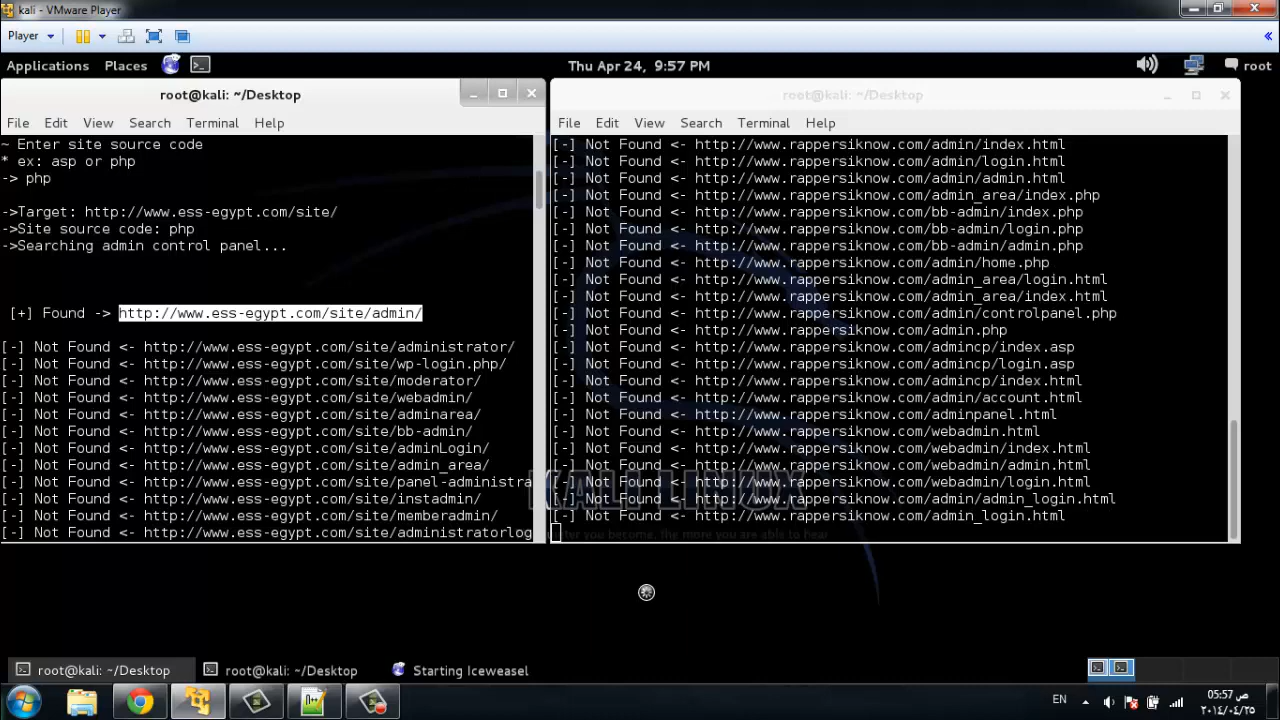 kali - VMware Player
Player
Applications Places Thu Apr 24, 9:57 PM root
root@kali: ~/Desktop
File Edit View Search Terminal Help
~ Enter site source code
* ex: asp or php
-> php
->Target: http://www.ess-egypt.com/site/
->Site source code: php
->Searching admin control panel...
[+] Found -> http://www.ess-egypt.com/site/admin/
[-] Not Found <- http://www.ess-egypt.com/site/administrator/
[-] Not Found <- http://www.ess-egypt.com/site/wp-login.php/
[-] Not Found <- http://www.ess-egypt.com/site/moderator/
[-] Not Found <- http://www.ess-egypt.com/site/webadmin/
[-] Not Found <- http://www.ess-egypt.com/site/adminarea/
[-] Not Found <- http://www.ess-egypt.com/site/bb-admin/
[-] Not Found <- http://www.ess-egypt.com/site/adminLogin/
[-] Not Found <- http://www.ess-egypt.com/site/admin_area/
[-] Not Found <- http://www.ess-egypt.com/site/panel-administra
[-] Not Found <- http://www.ess-egypt.com/site/instadmin/
[-] Not Found <- http://www.ess-egypt.com/site/memberadmin/
[-] Not Found <- http://www.ess-egypt.com/site/administratorlog
root@kali: ~/Desktop
File Edit View Search Terminal Help
[-] Not Found <- http://www.rappersiknow.com/admin/index.html
[-] Not Found <- http://www.rappersiknow.com/admin/login.html
[-] Not Found <- http://www.rappersiknow.com/admin/admin.html
[-] Not Found <- http://www.rappersiknow.com/admin_area/index.php
[-] Not Found <- http://www.rappersiknow.com/bb-admin/index.php
[-] Not Found <- http://www.rappersiknow.com/bb-admin/login.php
[-] Not Found <- http://www.rappersiknow.com/bb-admin/admin.php
[-] Not Found <- http://www.rappersiknow.com/admin/home.php
[-] Not Found <- http://www.rappersiknow.com/admin_area/login.html
[-] Not Found <- http://www.rappersiknow.com/admin_area/index.html
[-] Not Found <- http://www.rappersiknow.com/admin/controlpanel.php
[-] Not Found <- http://www.rappersiknow.com/admin.php
[-] Not Found <- http://www.rappersiknow.com/admincp/index.asp
[-] Not Found <- http://www.rappersiknow.com/admincp/login.asp
[-] Not Found <- http://www.rappersiknow.com/admincp/index.html
[-] Not Found <- http://www.rappersiknow.com/admin/account.html
[-] Not Found <- http://www.rappersiknow.com/adminpanel.html
[-] Not Found <- http://www.rappersiknow.com/webadmin.html
[-] Not Found <- http://www.rappersiknow.com/webadmin/index.html
[-] Not Found <- http://www.rappersiknow.com/webadmin/admin.html
[-] Not Found <- http://www.rappersiknow.com/webadmin/login.html
[-] Not Found <- http://www.rappersiknow.com/admin/admin_login.html
[-] Not Found <- http://www.rappersiknow.com/admin_login.html
KALI LINUX
you become, the more you are able to hear
root@kali: ~/Desktop root@kali: ~/Desktop Starting Iceweasel
EN
05:57 ص
٢٠١٤/٠٤/٢٥